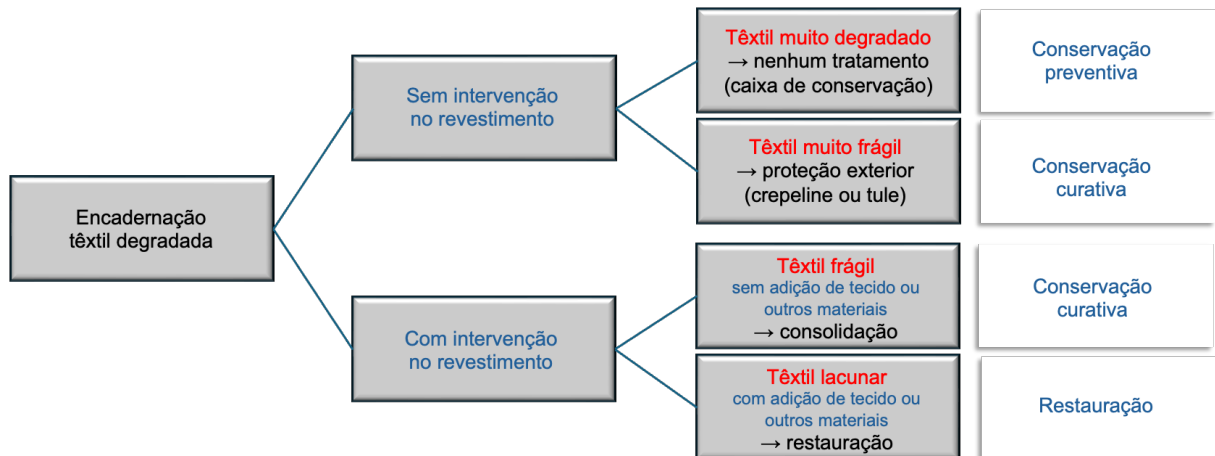 Encadernação
têxtil degradada
Sem intervenção
no revestimento
Têxtil muito degradado
→ nenhum tratamento
(caixa de conservação)
Conservação
preventiva
Têxtil muito frágil
→ proteção exterior
(crepeline ou tule)
Conservação
curativa
Com intervenção
no revestimento
Têxtil frágil
sem adição de tecido ou
outros materiais
→ consolidação
Conservação
curativa
Têxtil lacunar
com adição de tecido ou
outros materiais
→ restauração
Restauração